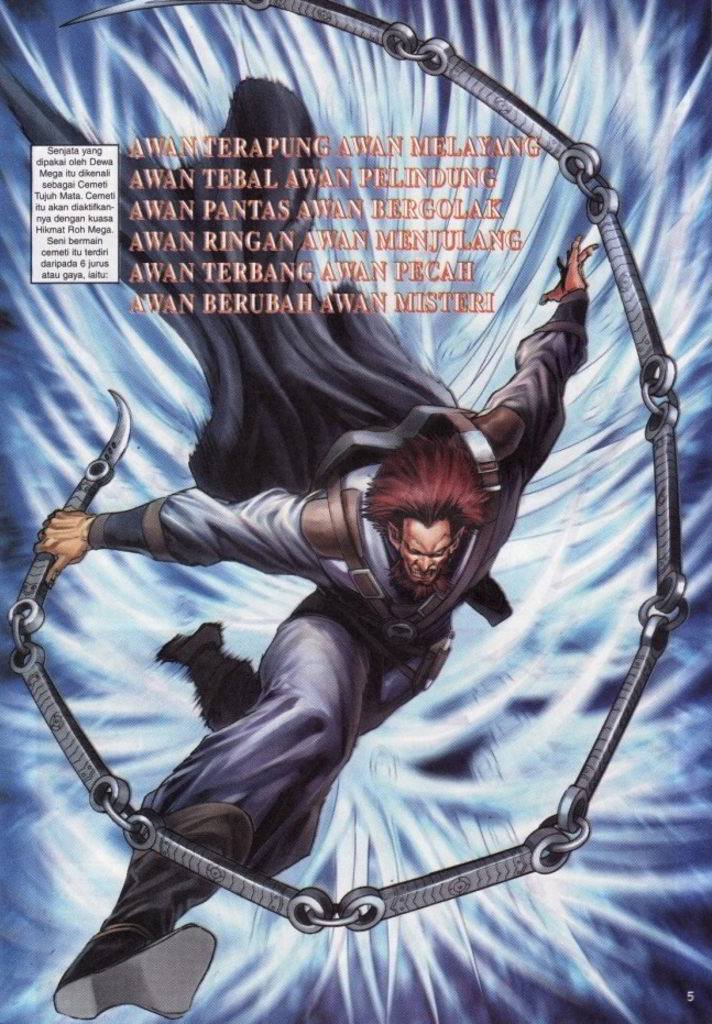 Senjata yang
dipakai oleh Dewa
Mega itu dikenali
sebagai Cemeti
Tujuh Mata. Cemeti
itu akan diaktifkan-
nya dengan kuasa
Hikmat Roh Mega.
Seni bermain
cemeti itu terdiri
daripada 6 jurus
atau gaya, iaitu:
AWAN TERAPUNG AWAN MELAYANG
AWAN TEBAL AWAN PELINDUNG
AWAN PANTAS AWAN BERGOLAK
AWAN RINGAN AWAN MENJULANG
AWAN TERBANG AWAN PECAH
AWAN BERUBAH AWAN MISTERI
5